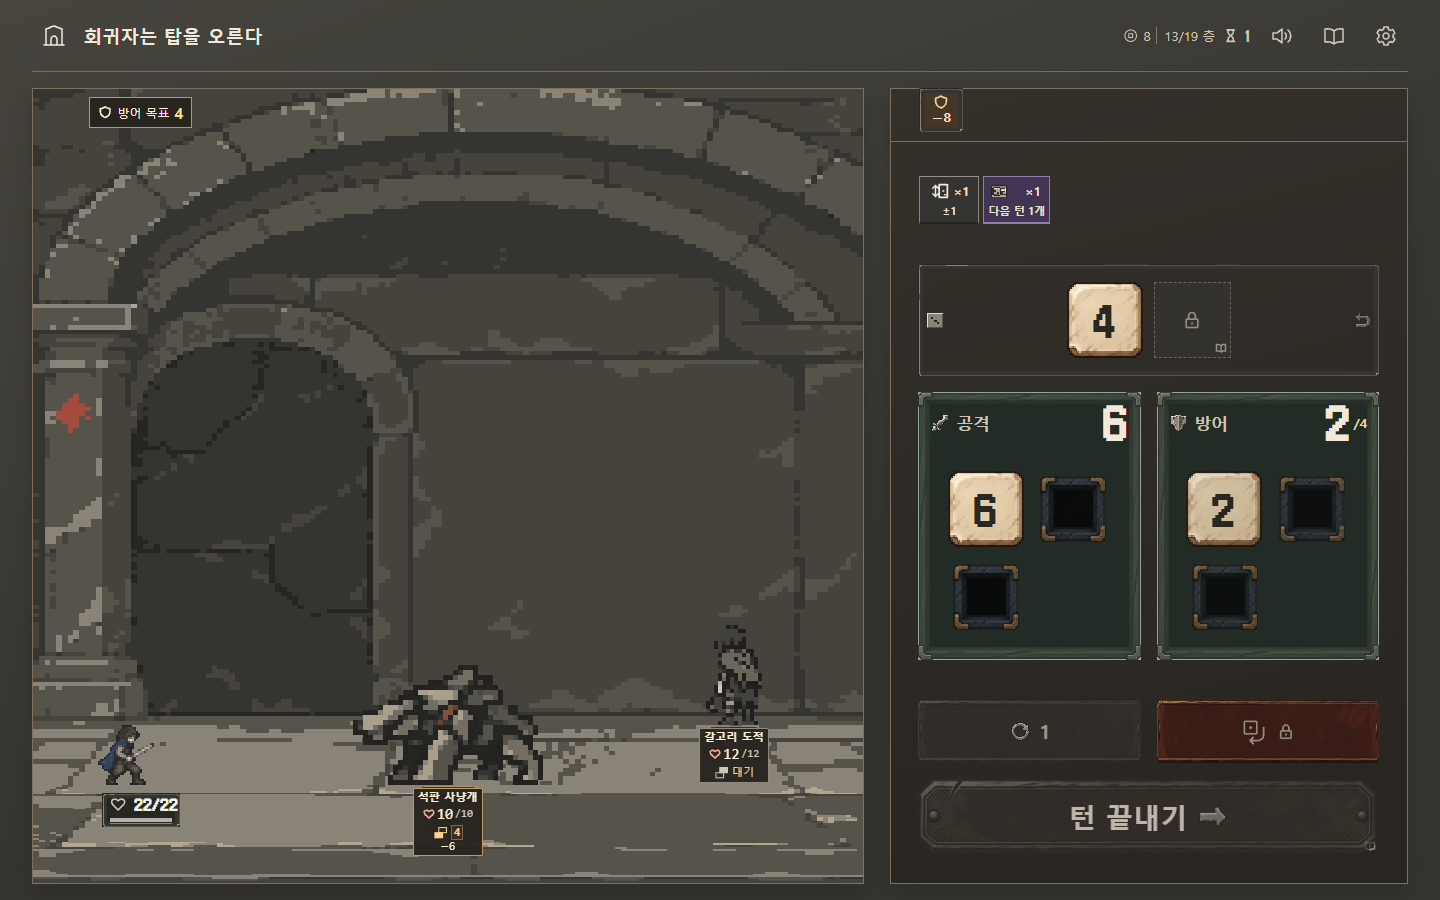 회귀자는 탑을 오른다
8
13/19 층
1
방어 목표 4
−8
×1
±1
×1
다음 턴 1개
4
공격
6
방어
2/4
6
2
갈고리 도적
12/12
대기
22/22
석판 사냥개
10/10
4
−6
1
턴 끝내기